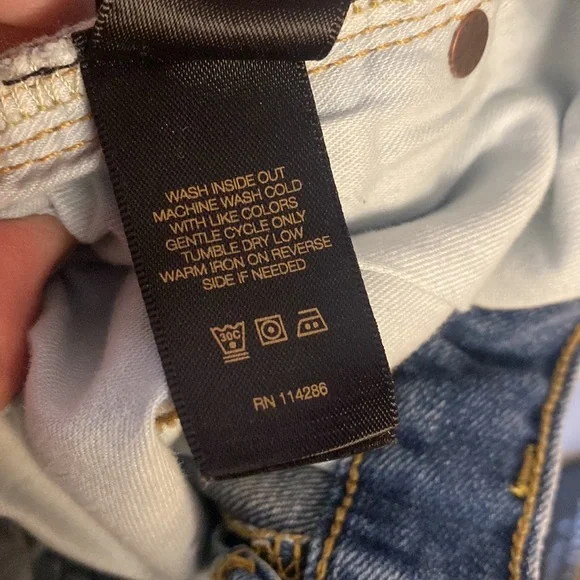 WASH INSIDE OUT
MACHINE WASH COLD
WITH LIKE COLORS
GENTLE CYCLE ONLY
TUMBLE DRY LOW
WARM IRON ON REVERSE
SIDE IF NEEDED
30C
RN 114286